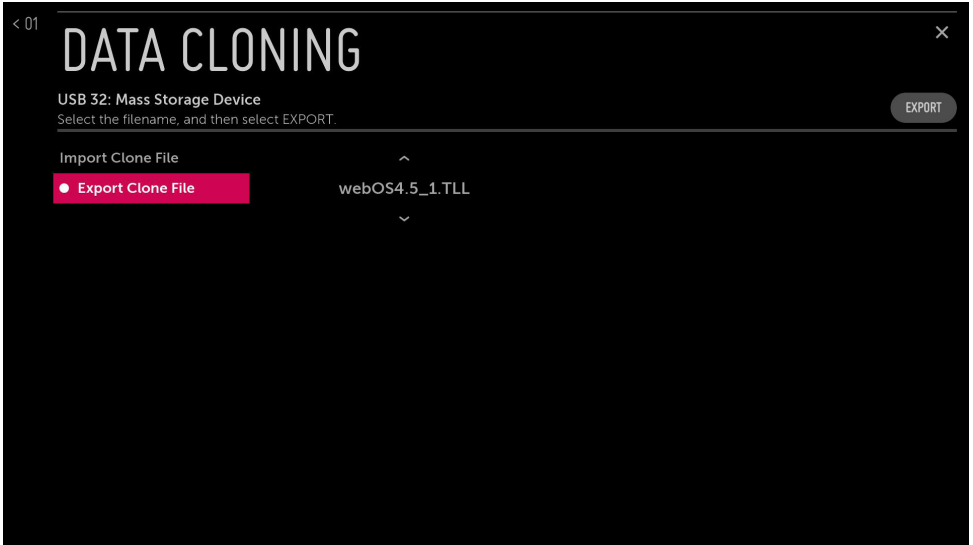 < 01
DATA CLONING
USB 32: Mass Storage Device
Select the filename, and then select EXPORT.
EXPORT
Import Clone File
Export Clone File
webOS4.5_1.TLL